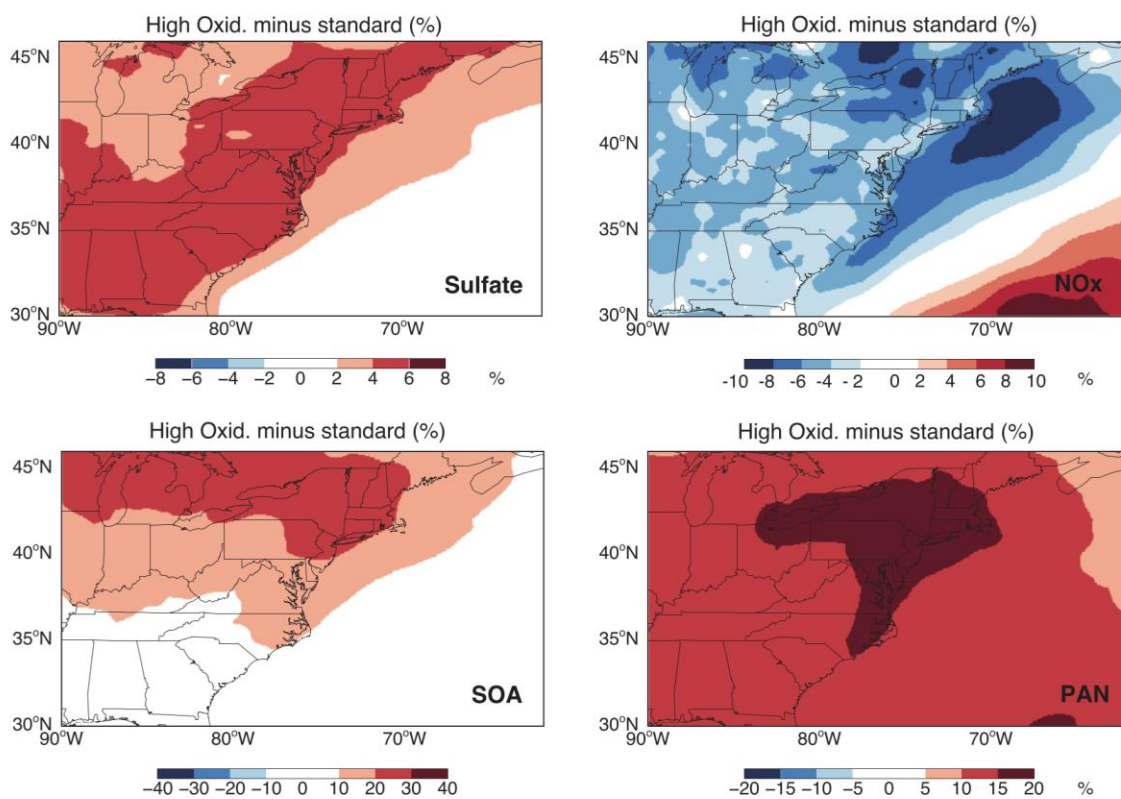 High Oxid. minus standard (%)
45°N
40°N
35°N
30°N
90°W 80°W 70°W
Sulfate
−8 −6 −4 −2 0 2 4 6 8 %
High Oxid. minus standard (%)
45°N
40°N
35°N
30°N
90°W 80°W 70°W
NOx
-10 -8 -6 -4 - 2 0 2 4 6 8 10 %
High Oxid. minus standard (%)
45°N
40°N
35°N
30°N
90°W 80°W 70°W
SOA
−40 −30 −20 −10 0 10 20 30 40
High Oxid. minus standard (%)
45°N
40°N
35°N
30°N
90°W 80°W 70°W
PAN
−20 −15 −10 −5 0 5 10 15 20 %